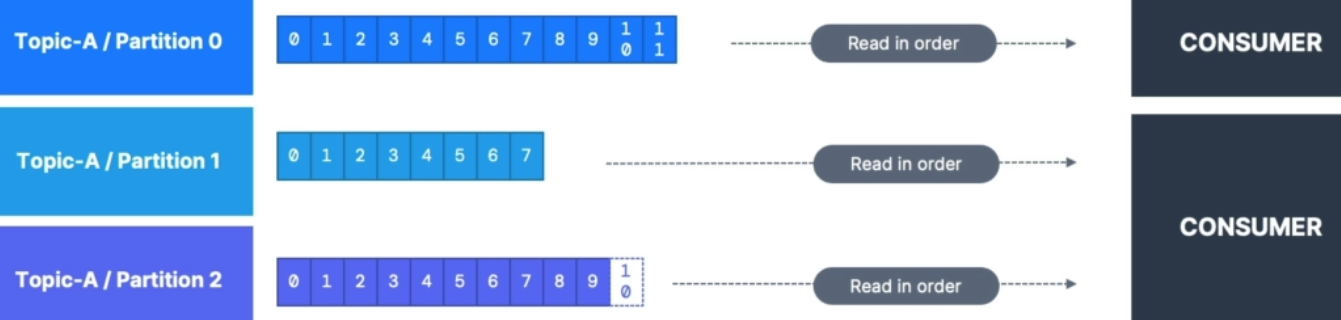 Topic-A / Partition 0
0 1 2 3 4 5 6 7 8 9 10 11
Read in order
CONSUMER
Topic-A / Partition 1
0 1 2 3 4 5 6 7
Read in order
Topic-A / Partition 2
0 1 2 3 4 5 6 7 8 9 10
Read in order
CONSUMER